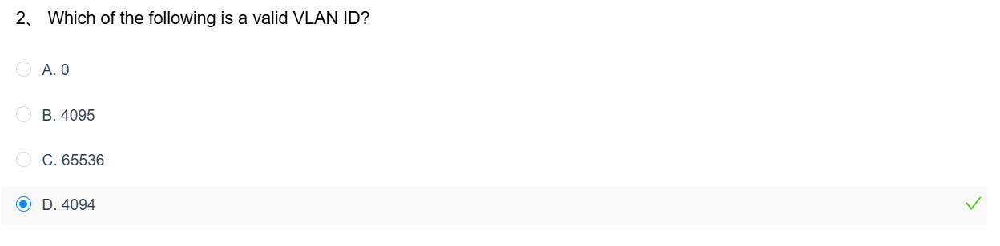 2、 Which of the following is a valid VLAN ID?
A. 0
B. 4095
C. 65536
D. 4094